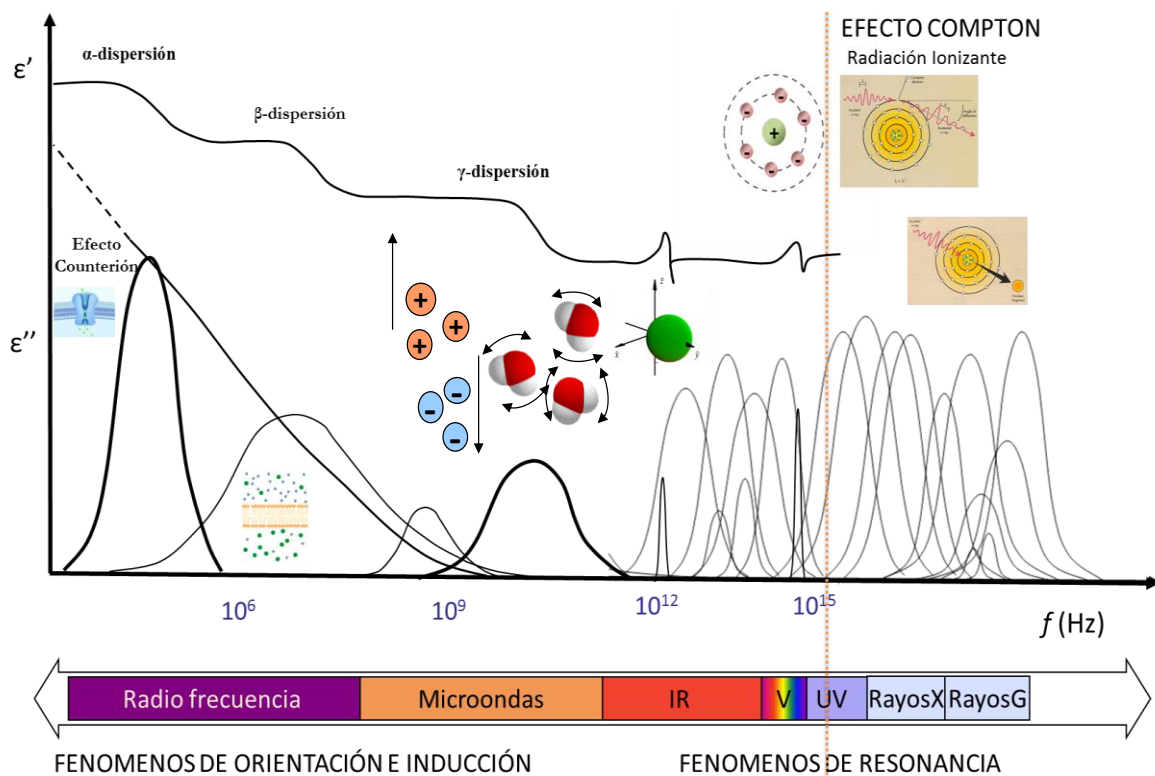 EFECTO COMPTON
Radiación Ionizante
ε’
α-dispersión
β-dispersión
γ-dispersión
Efecto
Counterión
ε’’
+
-
-
-
-
-
-
+
+
+
-
-
-
10⁶
10⁹
10¹²
10¹⁵
f (Hz)
Radio frecuencia
Microondas
IR
V
UV
RayosX
RayosG
FENOMENOS DE ORIENTACIÓN E INDUCCIÓN
FENOMENOS DE RESONANCIA